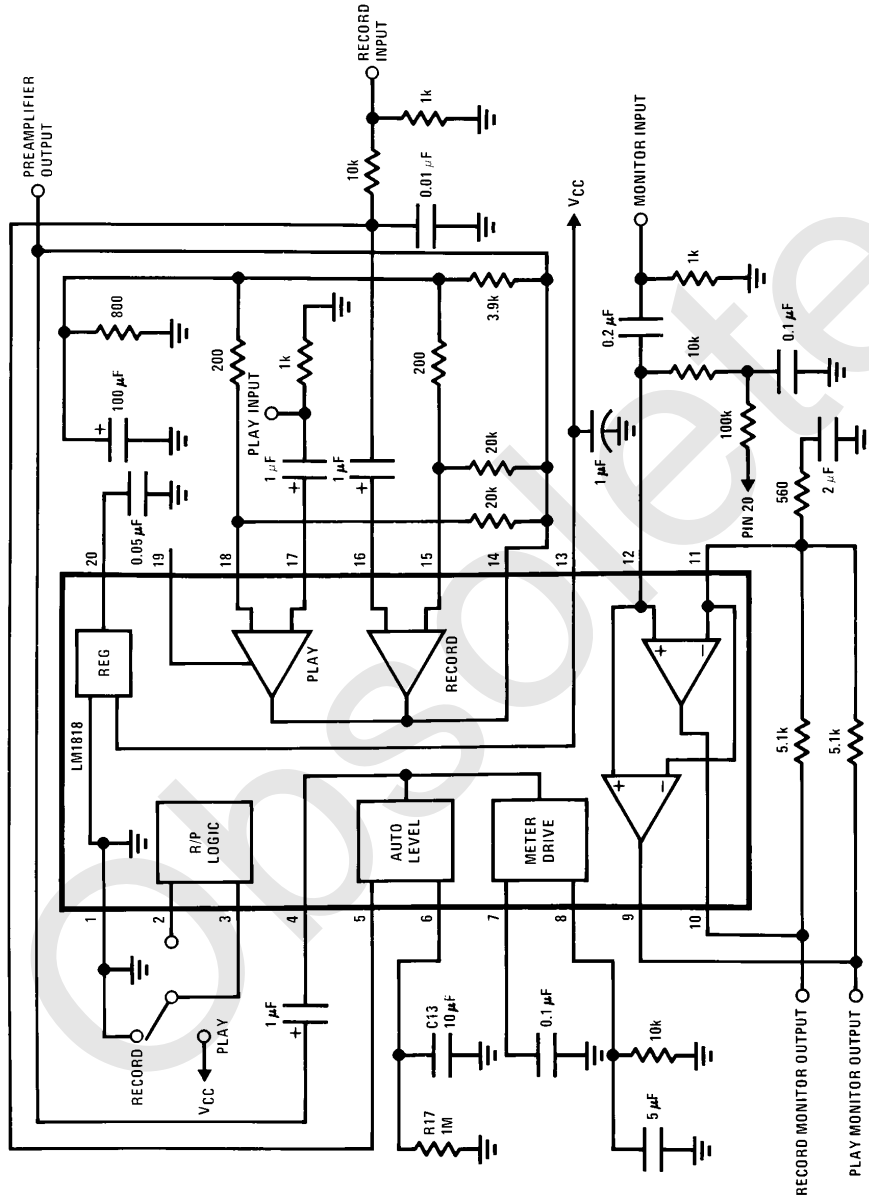 PREAMPLIFIER
OUTPUT
RECORD
INPUT
1k
10k
0.01 µF
VCC
MONITOR INPUT
1k
0.2 µF
10k
0.1 µF
100k
PIN 20
560
2 µF
800
+
100 µF
0.05 µF
200
1k
PLAY INPUT
3.9k
200
1 µF
+
1 µF
+
20k
20k
1 µF
20
19
18
17
16
15
14
13
12
11
LM1818
REG
PLAY
RECORD
+
−
+
−
5.1k
5.1k
R/P
LOGIC
AUTO
LEVEL
METER
DRIVE
1
2
3
4
5
6
7
8
9
10
RECORD
VCC
PLAY
1 µF
+
C13
10 µF
R17
1M
0.1 µF
10k
5 µF
RECORD MONITOR OUTPUT
PLAY MONITOR OUTPUT
Obsolete